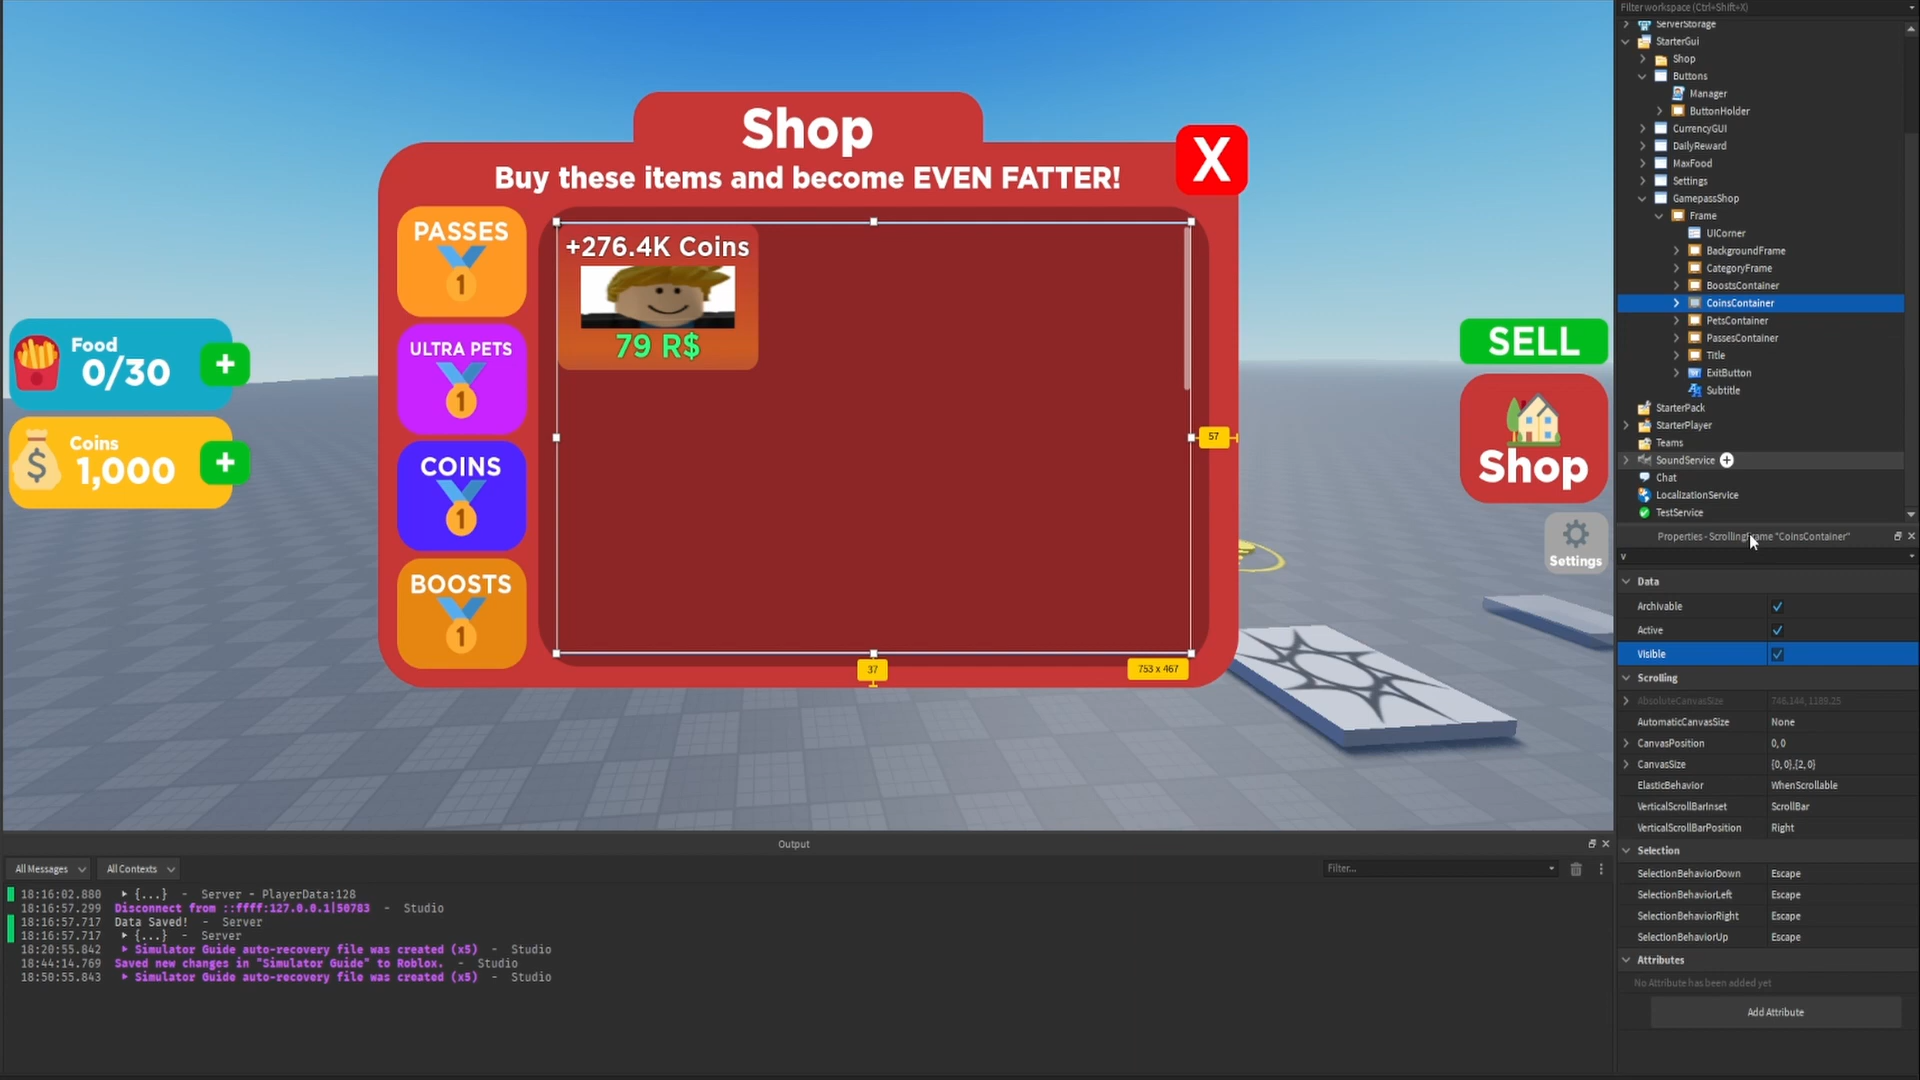 Shop
Buy these items and become EVEN FATTER!
X
PASSES
1
ULTRA PETS
1
COINS
1
BOOSTS
1
+276.4K Coins
79 R$
57
37
753 x 467
Food
0/30
+
Coins
1,000
+
$
SELL
Shop
Settings
Filter workspace (Ctrl+Shift+X)
ServerStorage
StarterGui
Shop
Buttons
Manager
ButtonHolder
CurrencyGUI
DailyReward
MaxFood
Settings
GamepassShop
Frame
UICorner
BackgroundFrame
CategoryFrame
BoostsContainer
CoinsContainer
PetsContainer
PassesContainer
Title
ExitButton
Subtitle
StarterPack
StarterPlayer
Teams
SoundService
Chat
LocalizationService
TestService
Properties - ScrollingFrame "CoinsContainer"
v
Data
Archivable
Active
Visible
Scrolling
AbsoluteCanvasSize 746.144, 1189.25
AutomaticCanvasSize None
CanvasPosition 0, 0
CanvasSize {0, 0},{2, 0}
ElasticBehavior WhenScrollable
VerticalScrollBarInset ScrollBar
VerticalScrollBarPosition Right
Selection
SelectionBehaviorDown Escape
SelectionBehaviorLeft Escape
SelectionBehaviorRight Escape
SelectionBehaviorUp Escape
Attributes
No Attribute has been added yet
Add Attribute
Output
All Messages All Contexts Filter...
18:16:02.880 {...} - Server - PlayerData:128
18:16:57.299 Disconnect from ::ffff:127.0.0.1|50783 - Studio
18:16:57.717 Data Saved! - Server
18:16:57.717 {...} - Server
18:20:55.842 Simulator Guide auto-recovery file was created (x5) - Studio
18:44:14.769 Saved new changes in "Simulator Guide" to Roblox. - Studio
18:50:55.843 Simulator Guide auto-recovery file was created (x5) - Studio